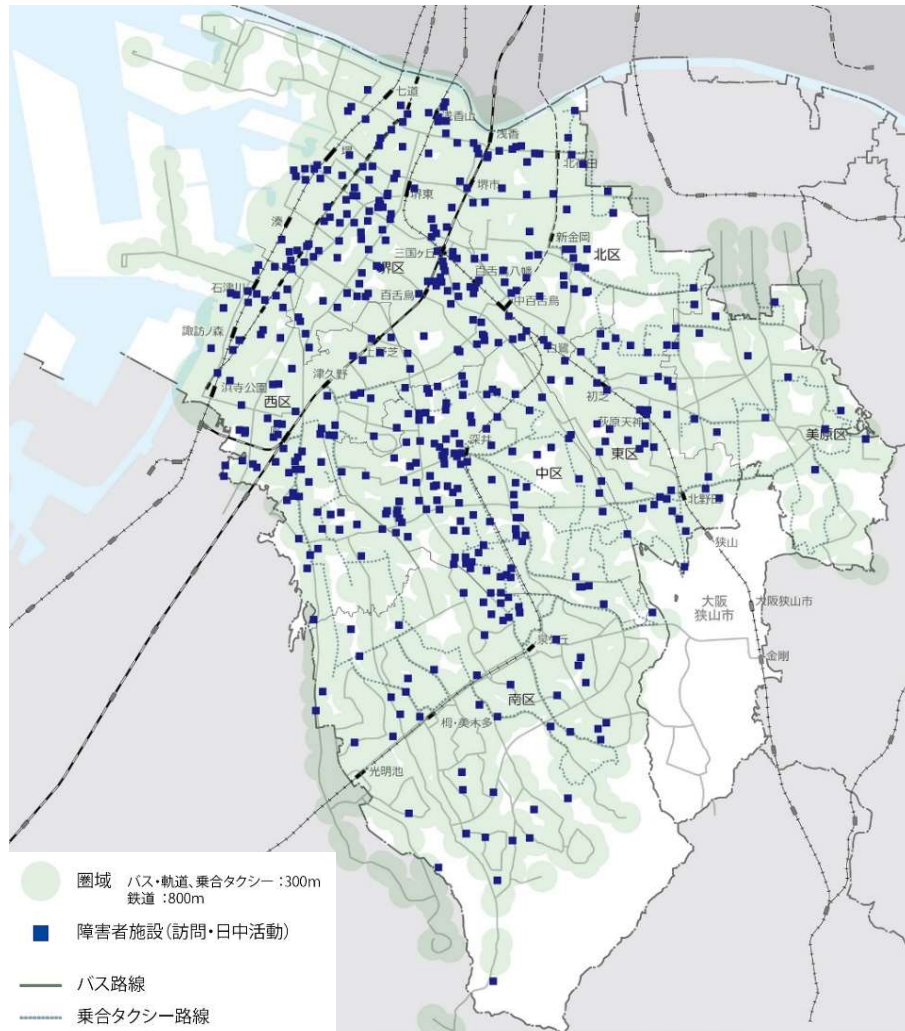 七道
浅香山
浅香
堺
北花田
堺東
堺市
湊
新金岡
三国ヶ丘
北区
堺区
百舌鳥八幡
石津川
百舌鳥
中百舌鳥
諏訪ノ森
上野芝
白鷺
津久野
浜寺公園
初芝
西区
萩原天神
美原区
深井
中区
東区
北野田
狭山
大阪
狭山市
大阪狭山市
泉ケ丘
金剛
南区
栂・美木多
光明池
圏域 バス・軌道、乗合タクシー：300m
鉄道：800m
障害者施設（訪問・日中活動）
バス路線
乗合タクシー路線